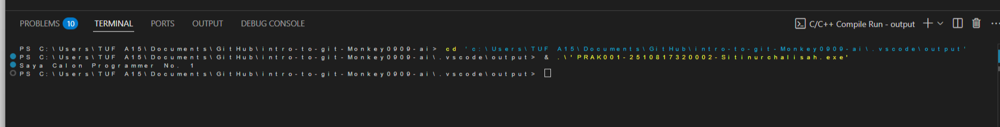 PROBLEMS 10 TERMINAL PORTS OUTPUT DEBUG CONSOLE C/C++ Compile Run - output
PS C:\Users\TUF A15\Documents\GitHub\intro-to-git-Monkey0909-ai> cd 'c:\Users\TUF A15\Documents\GitHub\intro-to-git-Monkey0909-ai\.vscode\output'
PS C:\Users\TUF A15\Documents\GitHub\intro-to-git-Monkey0909-ai\.vscode\output> & .\'PRAK001-2510817320002-Sitinurchalisah.exe'
Saya Calon Programmer No. 1
PS C:\Users\TUF A15\Documents\GitHub\intro-to-git-Monkey0909-ai\.vscode\output>